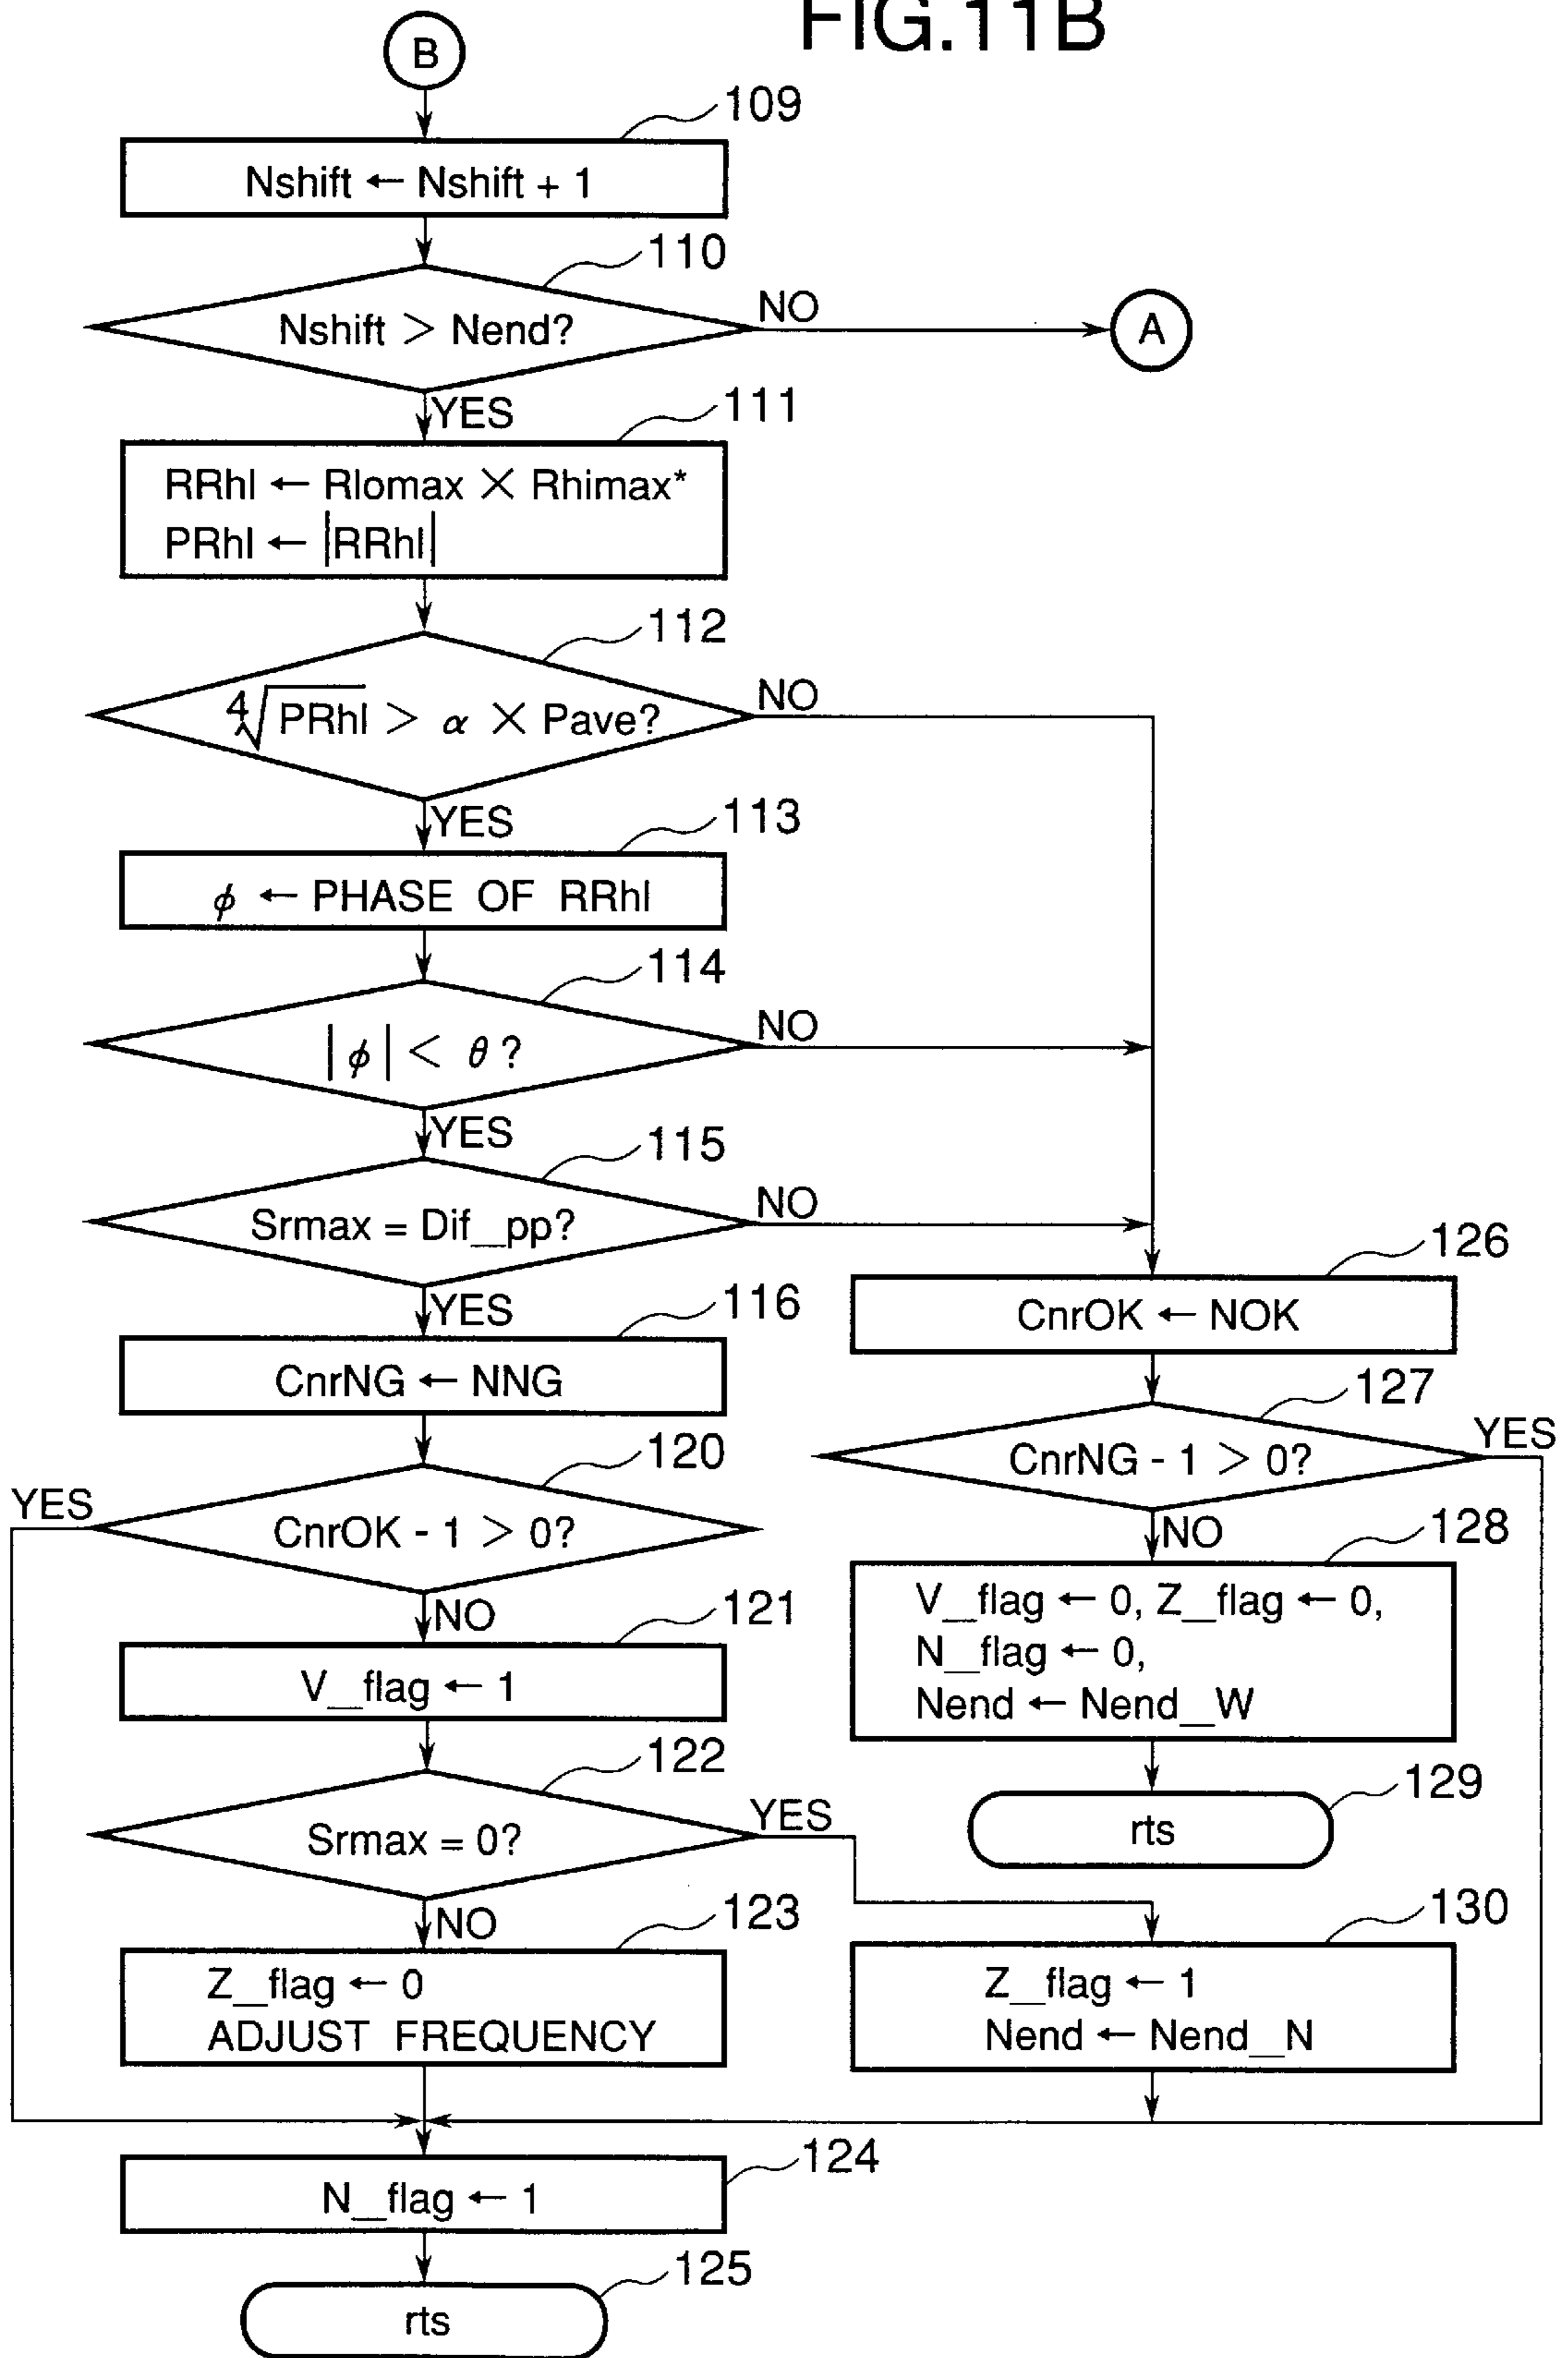 FIG.11B
B
109
Nshift ← Nshift + 1
110
Nshift > Nend?
NO
A
YES
111
RRhl ← Rlomax × Rhimax*
PRhl ← |RRhl|
112
∜PRhl > α × Pave?
NO
YES
113
ϕ ← PHASE OF RRhl
114
|ϕ| < θ ?
NO
YES
115
Srmax = Dif_pp?
NO
YES
116
CnrNG ← NNG
126
CnrOK ← NOK
127
CnrNG - 1 > 0?
YES
NO
120
CnrOK - 1 > 0?
YES
NO
128
V_flag ← 0, Z_flag ← 0,
N_flag ← 0,
Nend ← Nend_W
129
rts
121
V_flag ← 1
122
Srmax = 0?
YES
NO
123
Z_flag ← 0
ADJUST FREQUENCY
130
Z_flag ← 1
Nend ← Nend_N
124
N_flag ← 1
125
rts